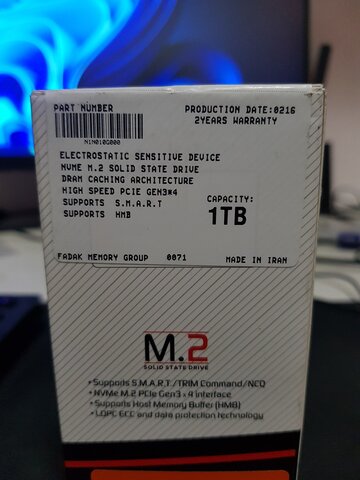 PART NUMBER
PRODUCTION DATE:0216
2YEARS WARRANTY
N1N010G000
ELECTROSTATIC SENSITIVE DEVICE
NVME M.2 SOLID STATE DRIVE
DRAM CACHING ARCHITECTURE
HIGH SPEED PCIE GEN3*4
SUPPORTS S.M.A.R.T
SUPPORTS HMB
CAPACITY:
1TB
FADAK MEMORY GROUP 0071
MADE IN IRAN
M.2
SOLID STATE DRIVE
• Supports S.M.A.R.T./TRIM Command/NCQ
• NVMe M.2 PCIe Gen3 x 4 interface
• Supports Host Memory Buffer (HMB)
• LDPC ECC and data protection technology